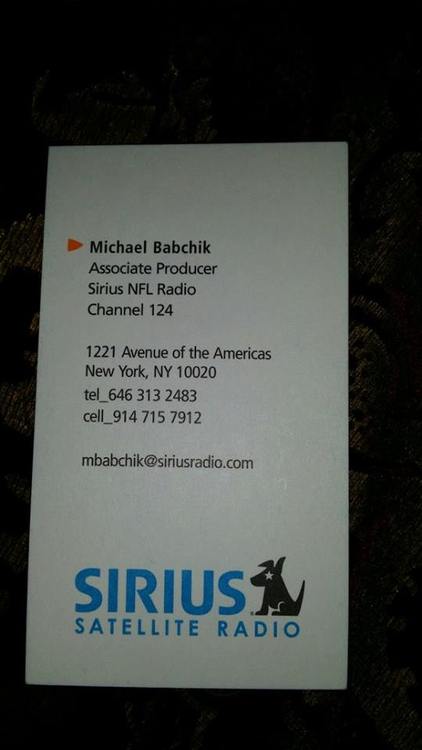 Michael Babchik
Associate Producer
Sirius NFL Radio
Channel 124
1221 Avenue of the Americas
New York, NY 10020
tel_646 313 2483
cell_914 715 7912
mbabchik@siriusradio.com
SIRIUS
SATELLITE RADIO